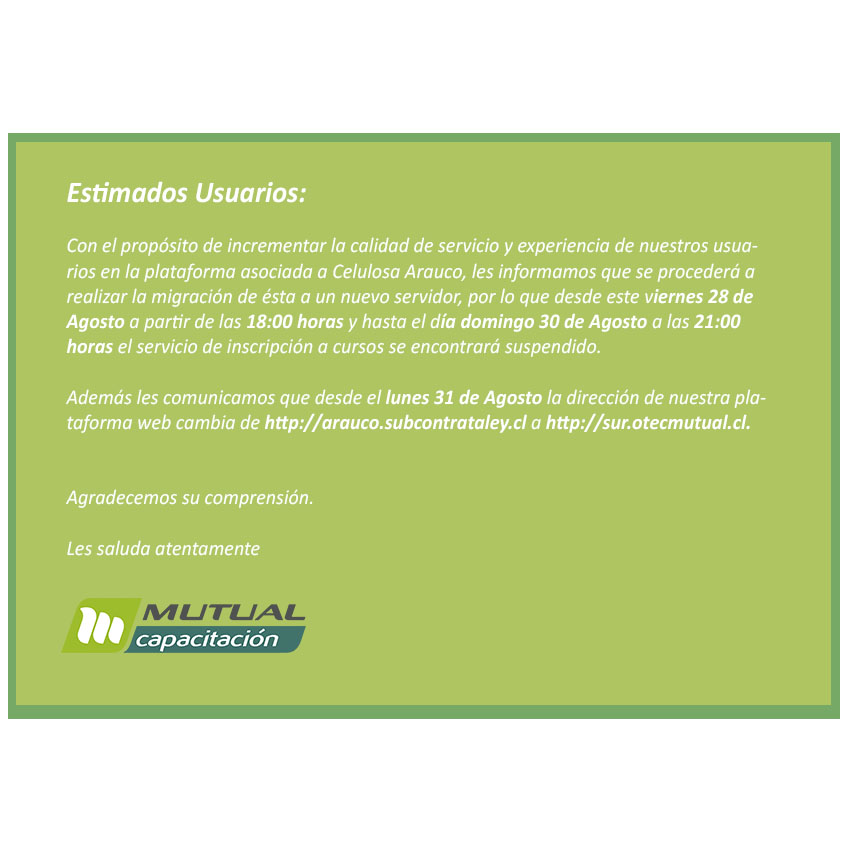 Estimados Usuarios:
Con el propósito de incrementar la calidad de servicio y experiencia de nuestros usua-
rios en la plataforma asociada a Celulosa Arauco, les informamos que se procederá a
realizar la migración de ésta a un nuevo servidor, por lo que desde este viernes 28 de
Agosto a partir de las 18:00 horas y hasta el día domingo 30 de Agosto a las 21:00
horas el servicio de inscripción a cursos se encontrará suspendido.
Además les comunicamos que desde el lunes 31 de Agosto la dirección de nuestra pla-
taforma web cambia de http://arauco.subcontrataley.cl a http://sur.otecmutual.cl.
Agradecemos su comprensión.
Les saluda atentamente
MUTUAL
capacitación